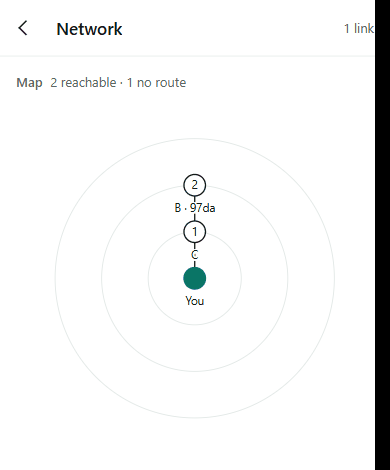 Network
1 link
Map 2 reachable · 1 no route
2
B · 97da
1
C
You